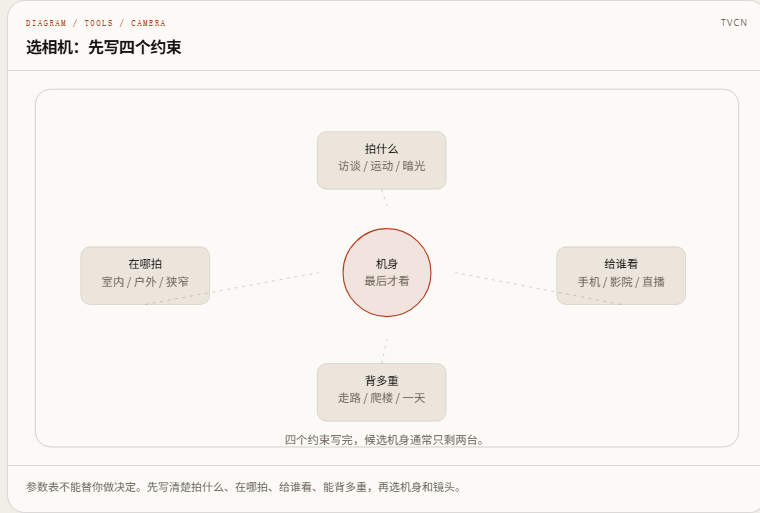 DIAGRAM / TOOLS / CAMERA
TVCN
选相机：先写四个约束
拍什么
访谈 / 运动 / 暗光
在哪拍
室内 / 户外 / 狭窄
机身
最后才看
给谁看
手机 / 影院 / 直播
背多重
走路 / 爬楼 / 一天
四个约束写完，候选机身通常只剩两台。
参数表不能替你做决定。先写清楚拍什么、在哪拍、给谁看、能背多重，再选机身和镜头。